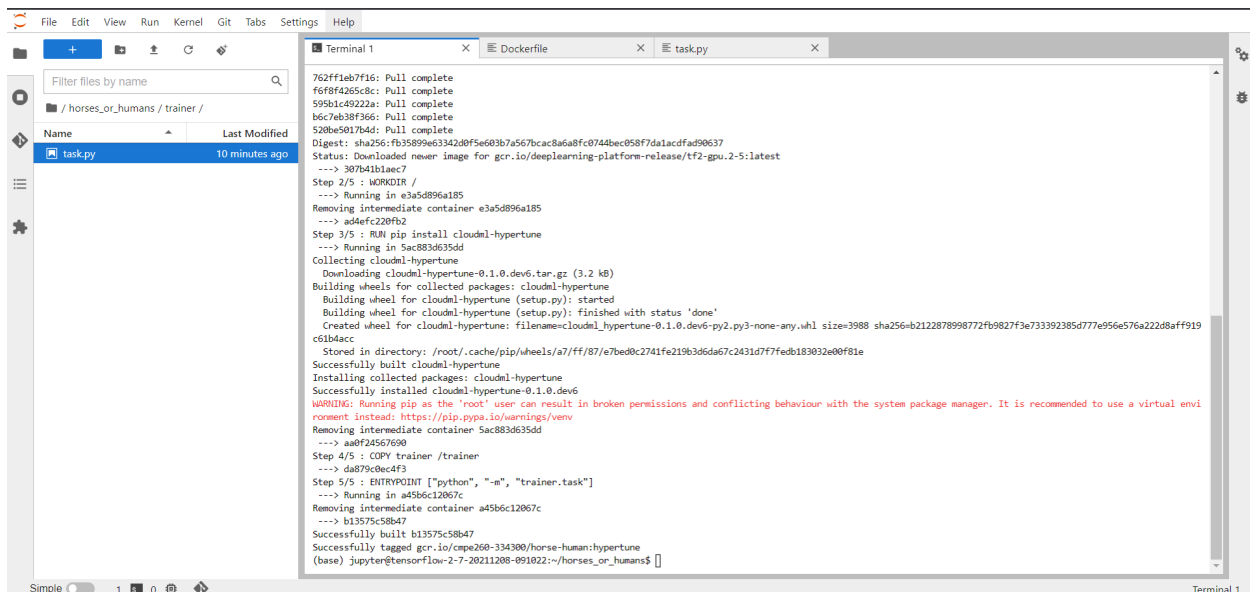 File Edit View Run Kernel Git Tabs Settings Help
+
Filter files by name
/ horses_or_humans / trainer /
Name Last Modified
task.py 10 minutes ago
Terminal 1 Dockerfile task.py
762ff1eb7f16: Pull complete
f6f8f4265c8c: Pull complete
595b1c49222a: Pull complete
b6c7eb38f366: Pull complete
520be5017b4d: Pull complete
Digest: sha256:fb35899e63342d0f5e603b7a567bcac8a6a8fc0744bec058f7da1acdfad90637
Status: Downloaded newer image for gcr.io/deeplearning-platform-release/tf2-gpu.2-5:latest
---> 307b41b1aec7
Step 2/5 : WORKDIR /
---> Running in e3a5d896a185
Removing intermediate container e3a5d896a185
---> ad4efc220fb2
Step 3/5 : RUN pip install cloudml-hypertune
---> Running in 5ac883d635dd
Collecting cloudml-hypertune
Downloading cloudml-hypertune-0.1.0.dev6.tar.gz (3.2 kB)
Building wheels for collected packages: cloudml-hypertune
Building wheel for cloudml-hypertune (setup.py): started
Building wheel for cloudml-hypertune (setup.py): finished with status 'done'
Created wheel for cloudml-hypertune: filename=cloudml_hypertune-0.1.0.dev6-py2.py3-none-any.whl size=3988 sha256=b2122878998772fb9827f3e733392385d777e956e576a222d8aff919
c61b4acc
Stored in directory: /root/.cache/pip/wheels/a7/ff/87/e7bed0c2741fe219b3d6da67c2431d7f7fedb183032e00f81e
Successfully built cloudml-hypertune
Installing collected packages: cloudml-hypertune
Successfully installed cloudml-hypertune-0.1.0.dev6
WARNING: Running pip as the 'root' user can result in broken permissions and conflicting behaviour with the system package manager. It is recommended to use a virtual envi
ronment instead: https://pip.pypa.io/warnings/venv
Removing intermediate container 5ac883d635dd
---> aa0f24567690
Step 4/5 : COPY trainer /trainer
---> da879c0ec4f3
Step 5/5 : ENTRYPOINT ["python", "-m", "trainer.task"]
---> Running in a45b6c12067c
Removing intermediate container a45b6c12067c
---> b13575c58b47
Successfully built b13575c58b47
Successfully tagged gcr.io/cmpe260-334300/horse-human:hypertune
(base) jupyter@tensorflow-2-7-20211208-091022:~/horses_or_humans$
Simple 1 0 Terminal 1